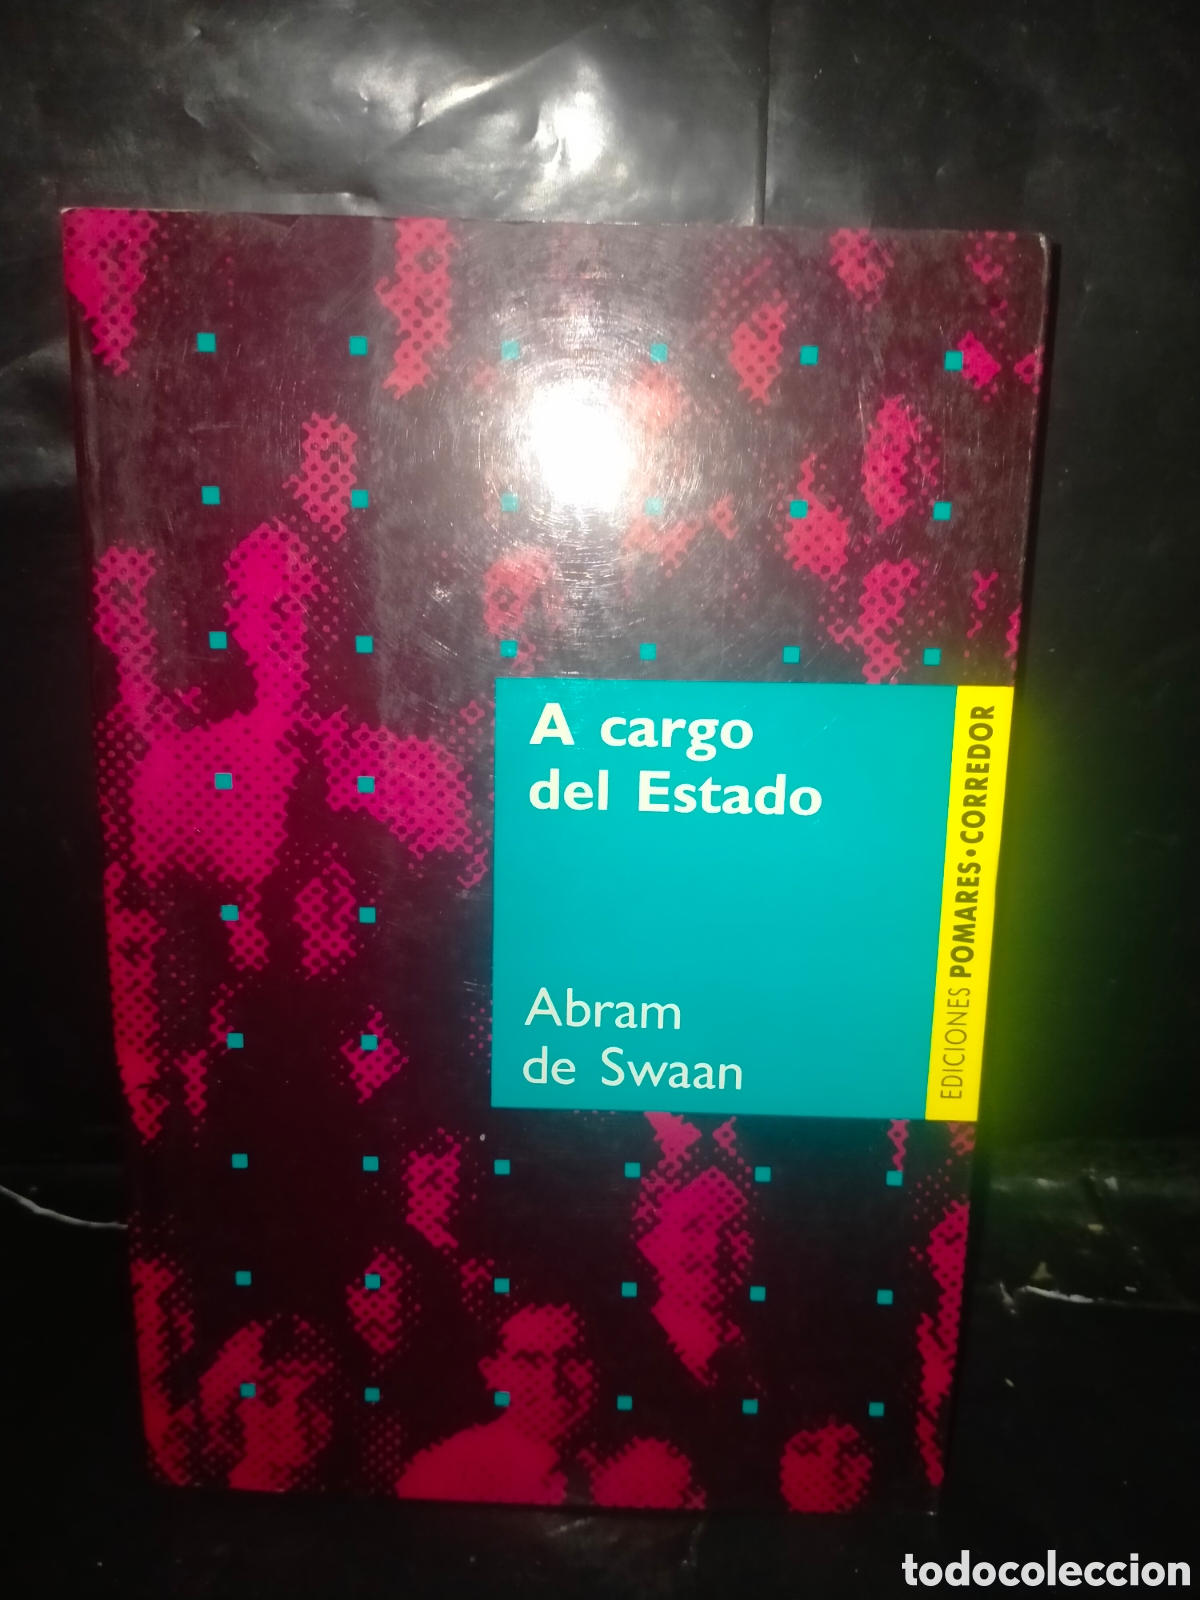 A cargo
del Estado
Abram
de Swaan
EDICIONES POMARES · CORREDOR
todocoleccion